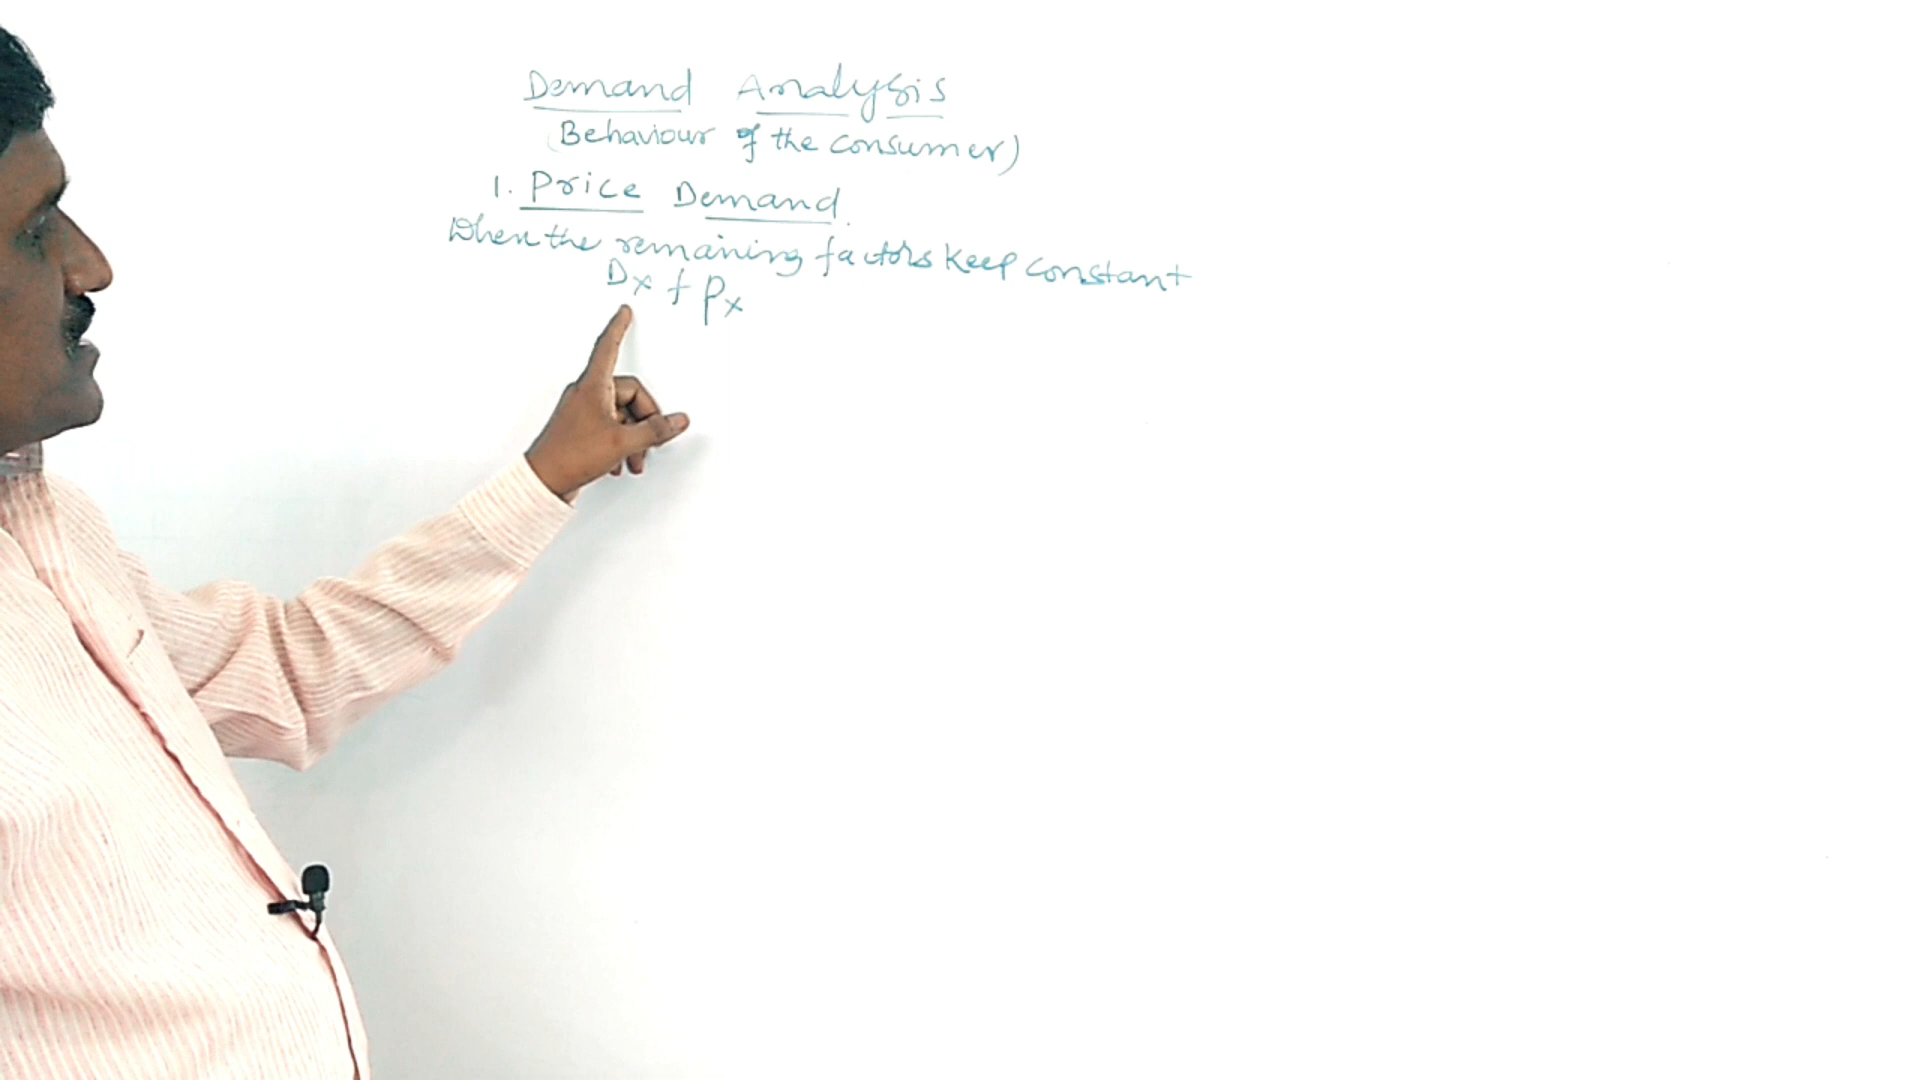 Demand Analysis
(Behaviour of the consumer)
1. Price Demand.
When the remaining factors keep constant
Dx f Px